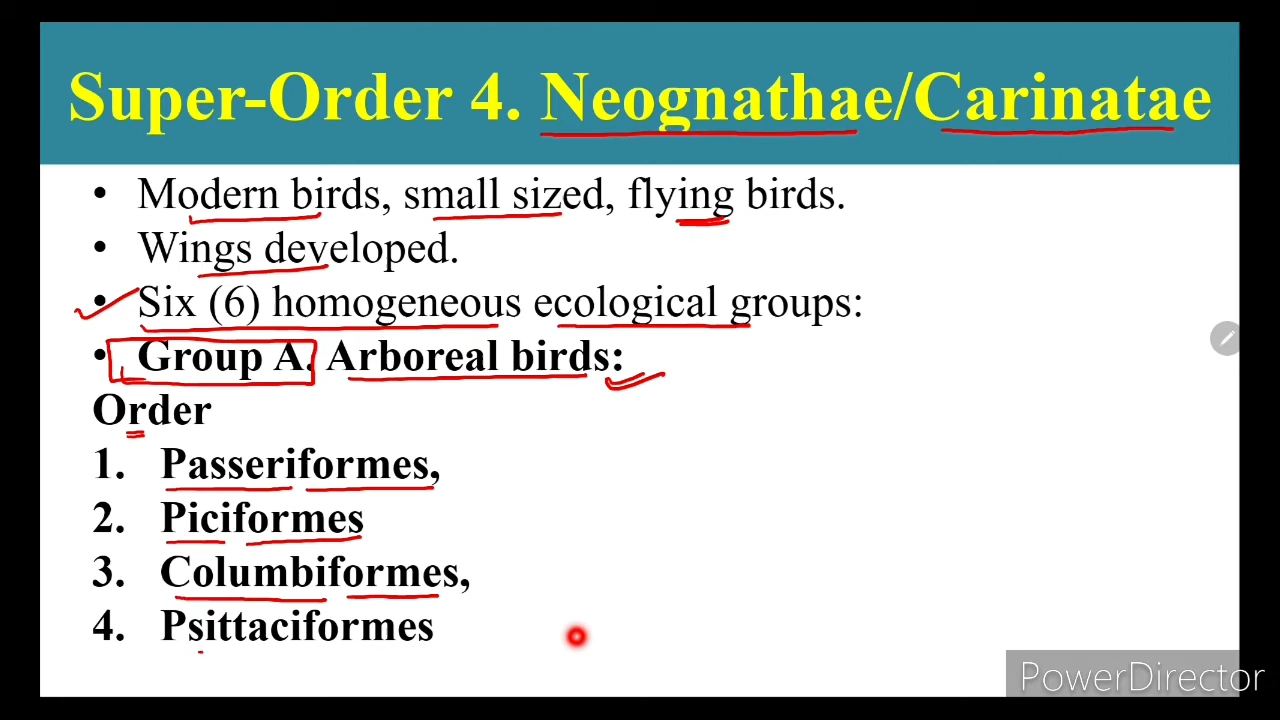 Super-Order 4. Neognathae/Carinatae
• Modern birds, small sized, flying birds.
• Wings developed.
• Six (6) homogeneous ecological groups:
• Group A. Arboreal birds:
Order
1. Passeriformes,
2. Piciformes
3. Columbiformes,
4. Psittaciformes
PowerDirector